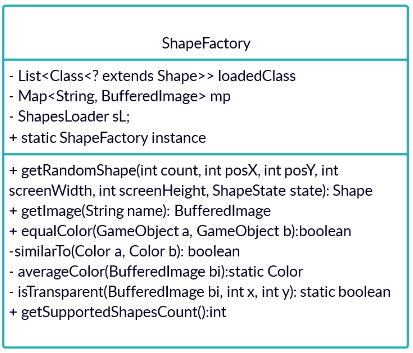 ShapeFactory
- List<Class<? extends Shape>> loadedClass
- Map<String, BufferedImage> mp
- ShapesLoader sL;
+ static ShapeFactory instance
+ getRandomShape(int count, int posX, int posY, int
screenWidth, int screenHeight, ShapeState state): Shape
+ getImage(String name): BufferedImage
+ equalColor(GameObject a, GameObject b):boolean
-similarTo(Color a, Color b): boolean
- averageColor(BufferedImage bi):static Color
- isTransparent(BufferedImage bi, int x, int y): static boolean
+ getSupportedShapesCount():int